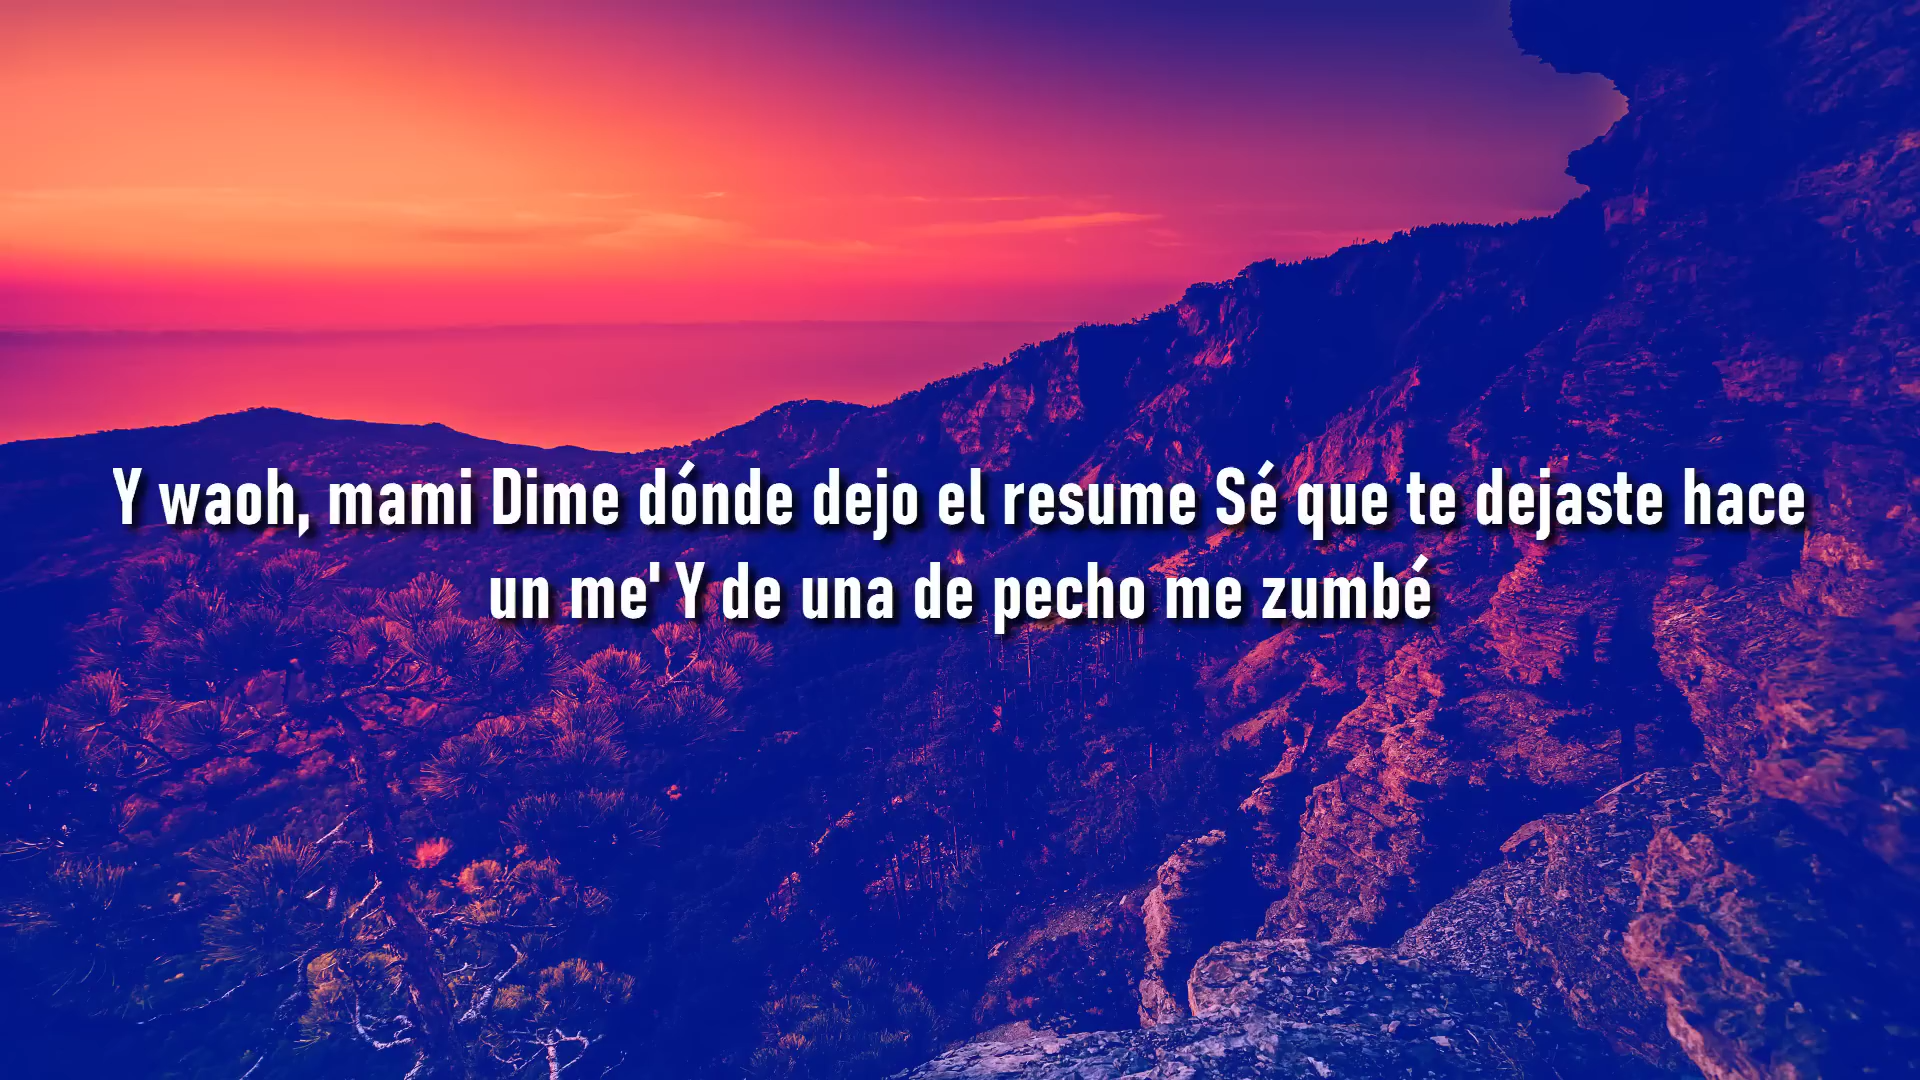 Y waoh, mami Dime dónde dejo el resume Sé que te dejaste hace
un me' Y de una de pecho me zumbé